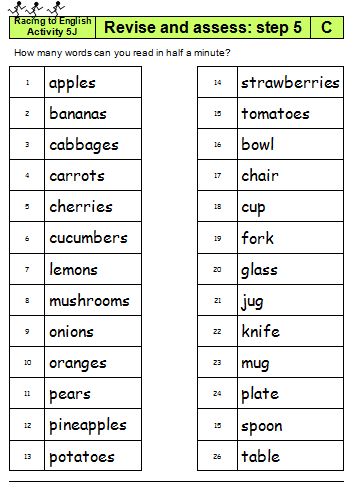 Racing to English
Activity 5J
Revise and assess: step 5
C
How many words can you read in half a minute?
1 apples
2 bananas
3 cabbages
4 carrots
5 cherries
6 cucumbers
7 lemons
8 mushrooms
9 onions
10 oranges
11 pears
12 pineapples
13 potatoes
14 strawberries
15 tomatoes
16 bowl
17 chair
18 cup
19 fork
20 glass
21 jug
22 knife
23 mug
24 plate
15 spoon
26 table